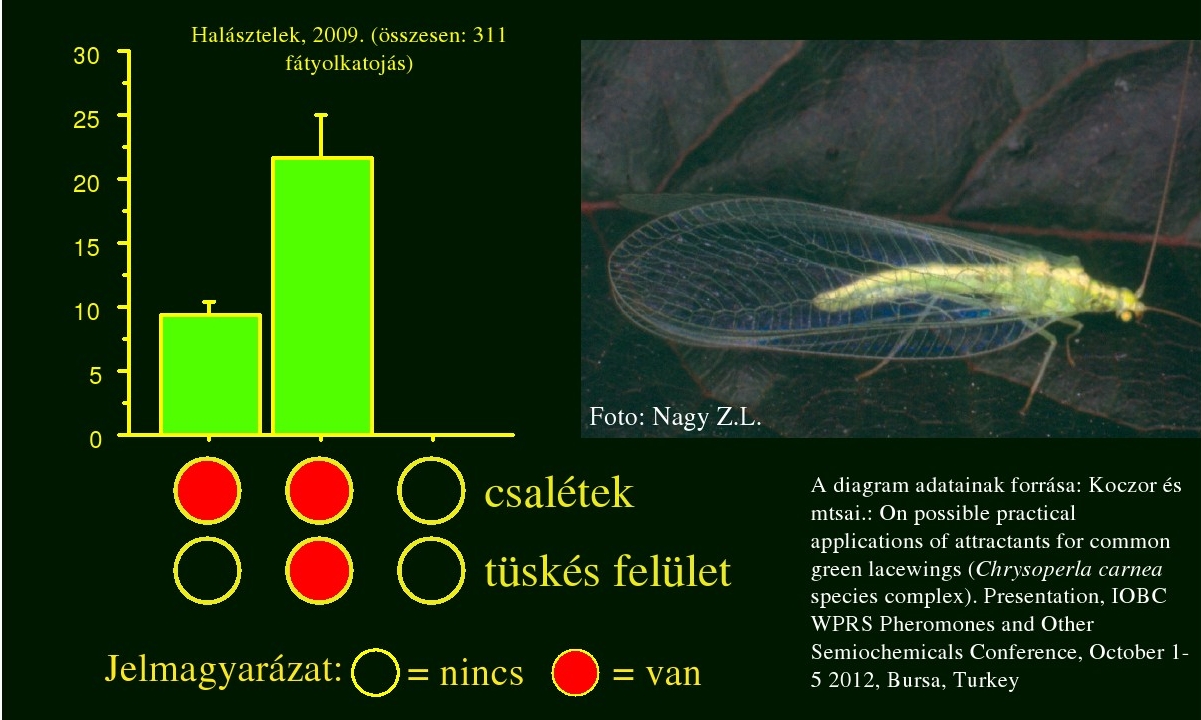 Halásztelek, 2009. (összesen: 311
fátyolkatojás)
30
25
20
15
10
5
0
csalétek
tüskés felület
Jelmagyarázat: = nincs = van
Foto: Nagy Z.L.
A diagram adatainak forrása: Koczor és
mtsai.: On possible practical
applications of attractants for common
green lacewings (Chrysoperla carnea
species complex). Presentation, IOBC
WPRS Pheromones and Other
Semiochemicals Conference, October 1-
5 2012, Bursa, Turkey